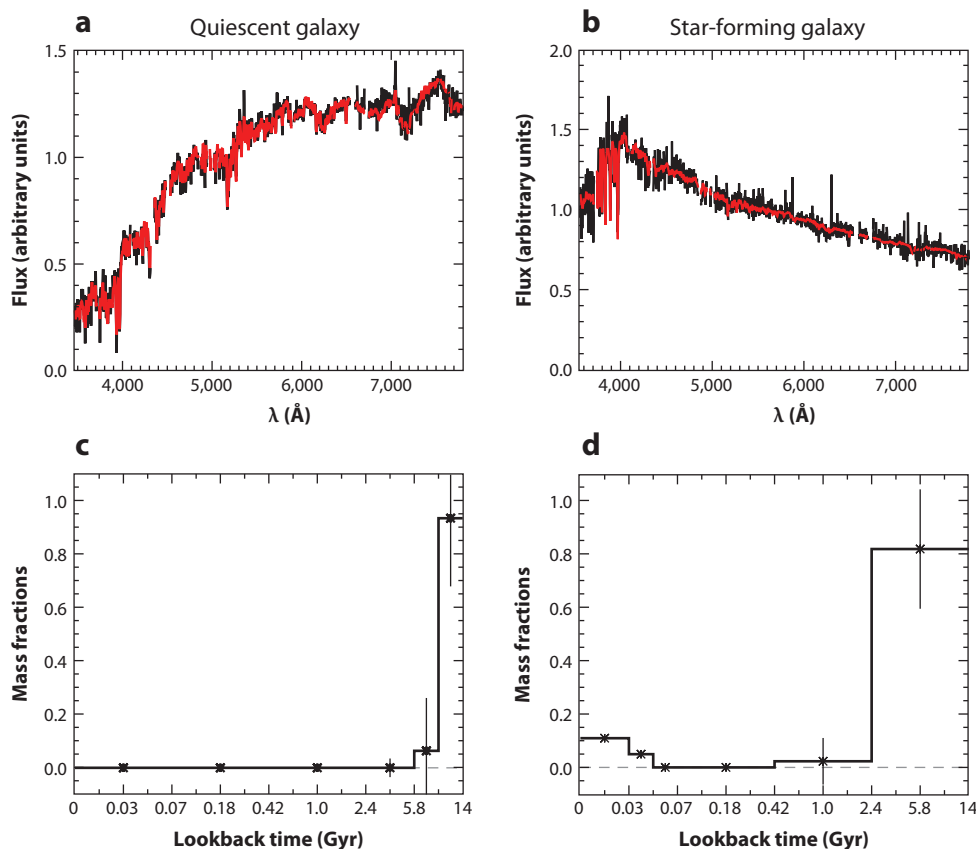 a Quiescent galaxy
b Star-forming galaxy
1.5
1.0
0.5
0.0
Flux (arbitrary units)
4,000 5,000 6,000 7,000
λ (Å)
2.0
1.5
1.0
0.5
0.0
Flux (arbitrary units)
4,000 5,000 6,000 7,000
λ (Å)
c
1.0
0.8
0.6
0.4
0.2
0.0
Mass fractions
0 0.03 0.07 0.18 0.42 1.0 2.4 5.8 14
Lookback time (Gyr)
d
1.0
0.8
0.6
0.4
0.2
0.0
Mass fractions
0 0.03 0.07 0.18 0.42 1.0 2.4 5.8 14
Lookback time (Gyr)